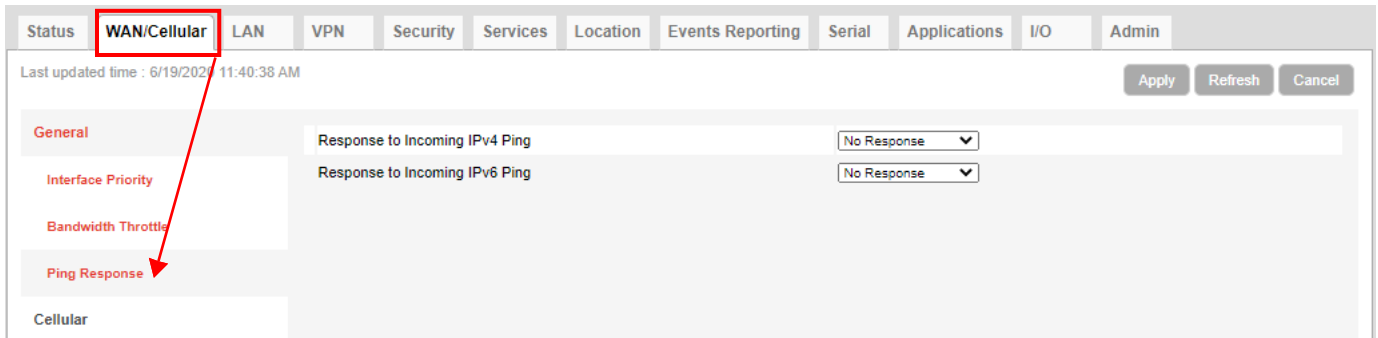 Status WAN/Cellular LAN VPN Security Services Location Events Reporting Serial Applications I/O Admin
Last updated time : 6/19/2020 11:40:38 AM
Apply Refresh Cancel
General
Response to Incoming IPv4 Ping No Response
Response to Incoming IPv6 Ping No Response
Interface Priority
Bandwidth Throttle
Ping Response
Cellular